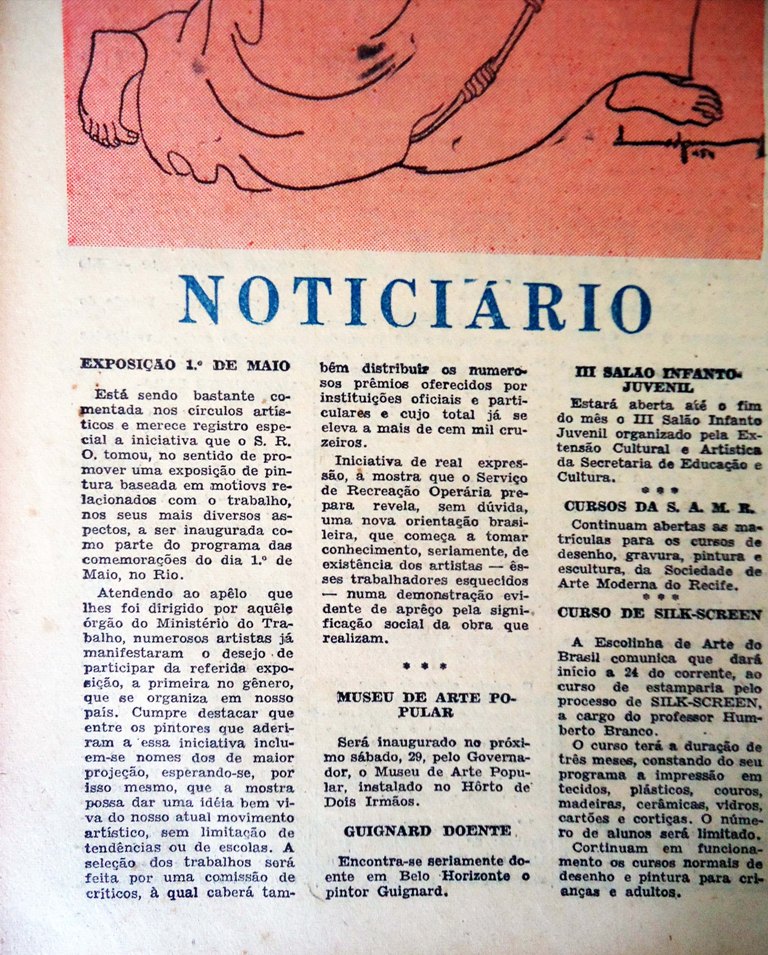 NOTICIÁRIO
EXPOSIÇÃO 1.º DE MAIO
Está sendo bastante co-
mentada nos círculos artís-
ticos e merece registro espe-
cial a iniciativa que o S. R.
O. tomou, no sentido de pro-
mover uma exposição de pin-
tura baseada em motiovs re-
lacionados com o trabalho,
nos seus mais diversos as-
pectos, a ser inaugurada co-
mo parte do programa das
comemorações do dia 1.º de
Maio, no Rio.
Atendendo ao apêlo que
lhes foi dirigido por aquêle
órgão do Ministério do Tra-
balho, numerosos artistas já
manifestaram o desejo de
participar da referida expo-
sição, a primeira no gênero,
que se organiza em nosso
país. Cumpre destacar que
entre os pintores que aderi-
ram a essa iniciativa inclu-
em-se nomes dos de maior
projeção, esperando-se, por
isso mesmo, que a mostra
possa dar uma idéia bem vi-
va do nosso atual movimento
artístico, sem limitação de
tendências ou de escolas. A
seleção dos trabalhos será
feita por uma comissão de
críticos, à qual caberá tam-
bém distribuir os numero-
sos prêmios oferecidos por
instituições oficiais e parti-
culares e cujo total já se
eleva a mais de cem mil cru-
zeiros.
Iniciativa de real expres-
são, a mostra que o Serviço
de Recreação Operária pre-
para revela, sem dúvida,
uma nova orientação brasi-
leira, que começa a tomar
conhecimento, seriamente, de
existência dos artistas — ês-
ses trabalhadores esquecidos
— numa demonstração evi-
dente de aprêço pela signi-
ficação social da obra que
realizam.
* * *
MUSEU DE ARTE PO-
PULAR
Será inaugurado no próxi-
mo sábado, 29, pelo Governa-
dor, o Museu de Arte Popu-
lar, instalado no Hôrto de
Dois Irmãos.
GUIGNARD DOENTE
Encontra-se seriamente do-
ente em Belo Horizonte o
pintor Guignard.
III SALÃO INFANTO-
JUVENIL
Estará aberta até o fim
do mês o III Salão Infanto
Juvenil organizado pela Ex-
tensão Cultural e Artística
da Secretaria de Educação e
Cultura.
* * *
CURSOS DA S. A. M. R.
Continuam abertas as ma-
trículas para os cursos de
desenho, gravura, pintura e
escultura, da Sociedade de
Arte Moderna do Recife.
* * *
CURSO DE SILK-SCREEN
A Escolinha de Arte do
Brasil comunica que dará
início a 24 do corrente, ao
curso de estamparia pelo
processo de SILK-SCREEN,
a cargo do professor Hum-
berto Branco.
O curso terá a duração de
três meses, constando do seu
programa a impressão em
tecidos, plásticos, couros,
madeiras, cerâmicas, vidros,
cartões e cortiças. O núme-
ro de alunos será limitado.
Continuam em funciona-
mento os cursos normais de
desenho e pintura para cri-
anças e adultos.